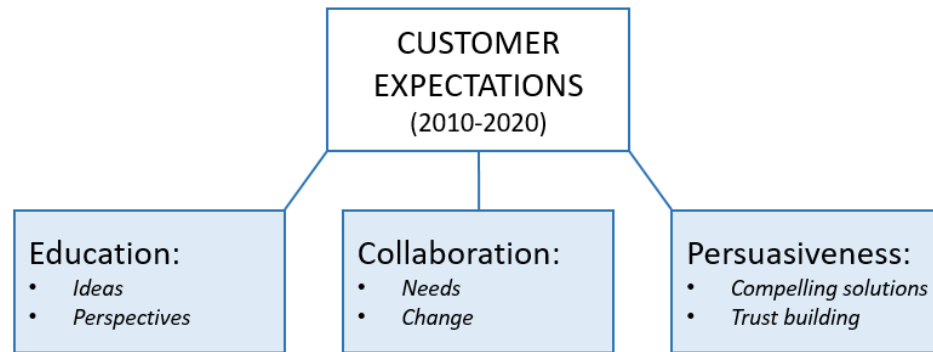 CUSTOMER
EXPECTATIONS
(2010-2020)
Education:
• Ideas
• Perspectives
Collaboration:
• Needs
• Change
Persuasiveness:
• Compelling solutions
• Trust building